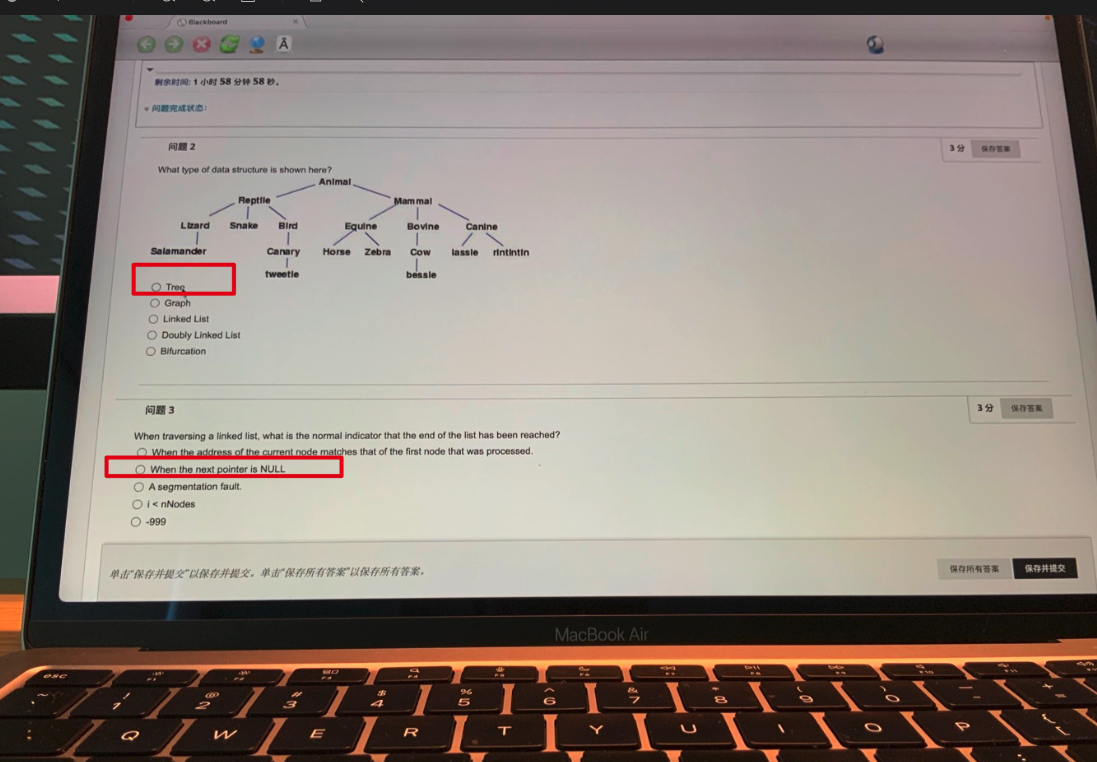 Blackboard
Ā
剩余时间: 1 小时 58 分钟 58 秒。
问题完成状态:
问题 2
3 分
保存答案
What type of data structure is shown here?
Animal
Reptile Mammal
Lizard Snake Bird Equine Bovine Canine
Salamander Canary Horse Zebra Cow lassie rintintin
tweetie bessie
Tree
Graph
Linked List
Doubly Linked List
Bifurcation
问题 3
3 分
保存答案
When traversing a linked list, what is the normal indicator that the end of the list has been reached?
When the address of the current node matches that of the first node that was processed.
When the next pointer is NULL
A segmentation fault.
i < nNodes
-999
单击"保存并提交"以保存并提交。单击"保存所有答案"以保存所有答案。
保存所有答案 保存并提交
MacBook Air
esc
~ ! 1 @ 2 # 3 $ 4 % 5 ^ 6 & 7 * 8 ( 9 ) 0 — - + =
Q W E R T Y U I O P {